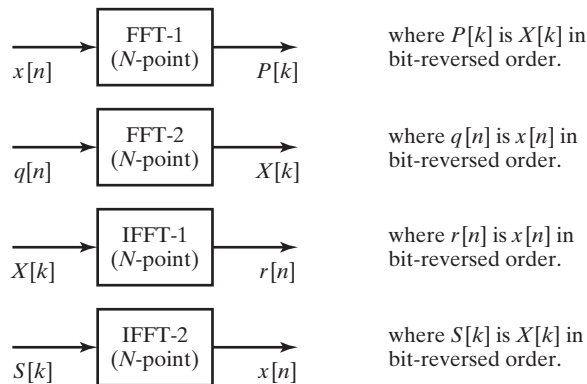 FFT-1
(N-point)
x[n]
P[k]
where P[k] is X[k] in
bit-reversed order.
FFT-2
(N-point)
q[n]
X[k]
where q[n] is x[n] in
bit-reversed order.
IFFT-1
(N-point)
X[k]
r[n]
where r[n] is x[n] in
bit-reversed order.
IFFT-2
(N-point)
S[k]
x[n]
where S[k] is X[k] in
bit-reversed order.